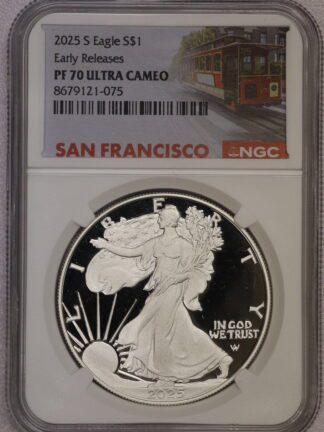 2025 S Eagle S$1
Early Releases
PF 70 ULTRA CAMEO
8679121-075
SAN FRANCISCO
NGC
LIBERTY
IN GOD
WE TRUST
2025